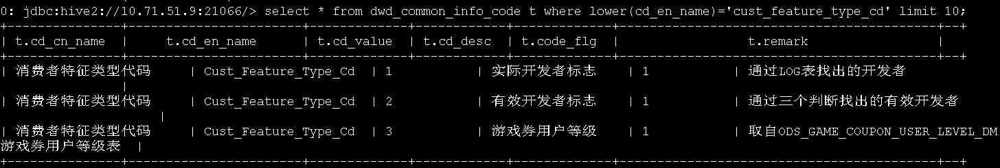 0: jdbc:hive2://10.71.51.9:21066/> select * from dwd_common_info_code t where lower(cd_en_name)='cust_feature_type_cd' limit 10;
+---------------+-----------------------+-------------+------------+-------------+------------------------------------------+--+
| t.cd_cn_name | t.cd_en_name | t.cd_value | t.cd_desc | t.code_flg | t.remark |
+---------------+-----------------------+-------------+------------+-------------+------------------------------------------+--+
| 消费者特征类型代码 | Cust_Feature_Type_Cd | 1 | 实际开发者标志 | 1 | 通过LOG表找出的开发者
|
| 消费者特征类型代码 | Cust_Feature_Type_Cd | 2 | 有效开发者标志 | 1 | 通过三个判断找出的有效开发者
|
| 消费者特征类型代码 | Cust_Feature_Type_Cd | 3 | 游戏券用户等级 | 1 | 取自ODS_GAME_COUPON_USER_LEVEL_DM
游戏券用户等级表 |
+---------------+-----------------------+-------------+------------+-------------+------------------------------------------+--+